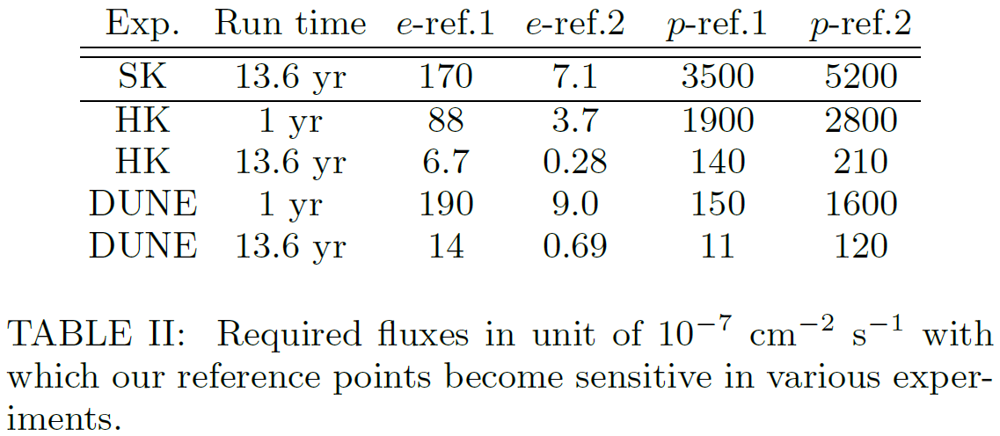 Exp. Run time e-ref.1 e-ref.2 p-ref.1 p-ref.2
SK 13.6 yr 170 7.1 3500 5200
HK 1 yr 88 3.7 1900 2800
HK 13.6 yr 6.7 0.28 140 210
DUNE 1 yr 190 9.0 150 1600
DUNE 13.6 yr 14 0.69 11 120
TABLE II: Required fluxes in unit of 10⁻⁷ cm⁻² s⁻¹ with
which our reference points become sensitive in various exper-
iments.